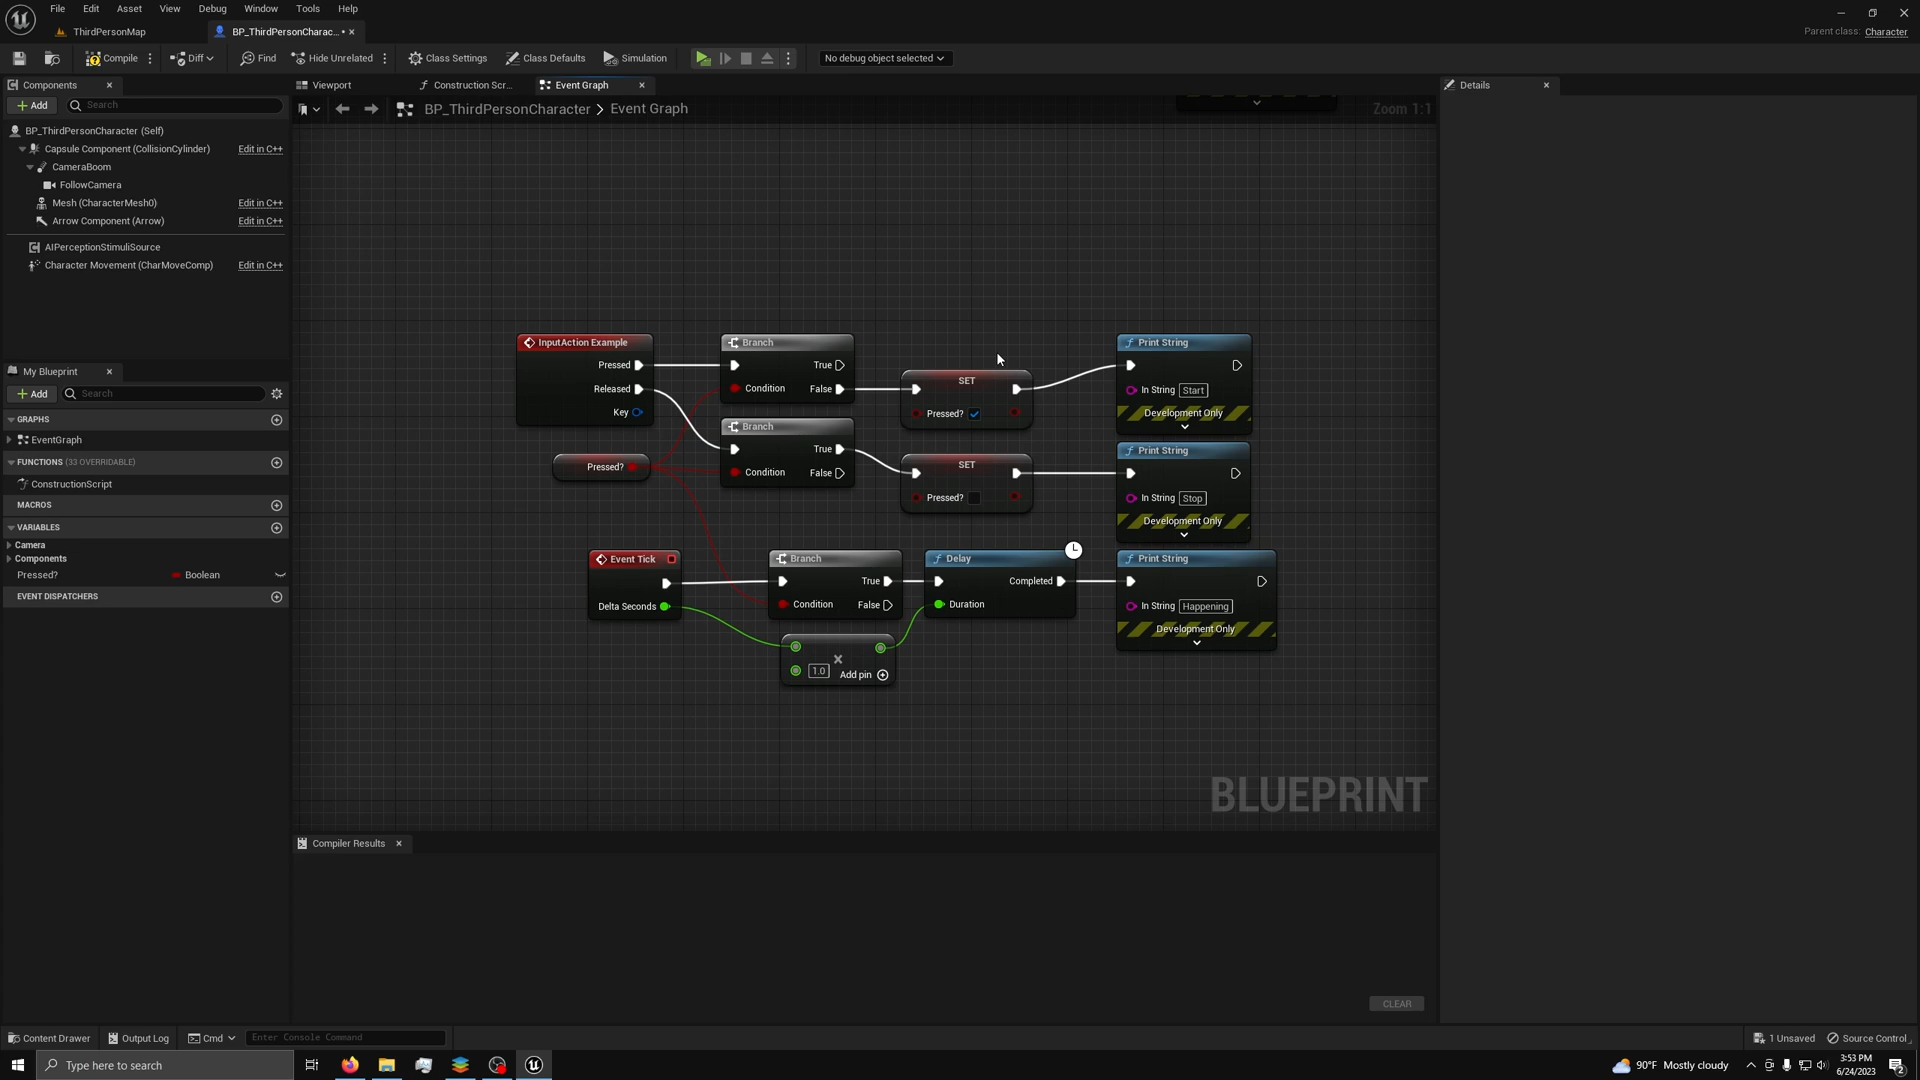 File Edit Asset View Debug Window Tools Help
ThirdPersonMap
BP_ThirdPersonCharac... •
Parent class: Character
Compile
Diff
Find
Hide Unrelated
Class Settings
Class Defaults
Simulation
No debug object selected
Components
Add
Search
BP_ThirdPersonCharacter (Self)
Capsule Component (CollisionCylinder) Edit in C++
CameraBoom
FollowCamera
Mesh (CharacterMesh0) Edit in C++
Arrow Component (Arrow) Edit in C++
AIPerceptionStimuliSource
Character Movement (CharMoveComp) Edit in C++
My Blueprint
Add
Search
GRAPHS
EventGraph
FUNCTIONS (33 OVERRIDABLE)
ConstructionScript
MACROS
VARIABLES
Camera
Components
Pressed? Boolean
EVENT DISPATCHERS
Viewport
Construction Scr...
Event Graph
BP_ThirdPersonCharacter > Event Graph
Zoom 1:1
InputAction Example
Pressed
Released
Key
Pressed?
Branch
True
Condition False
Branch
True
Condition False
SET
Pressed?
SET
Pressed?
Print String
In String Start
Development Only
Print String
In String Stop
Development Only
Event Tick
Delta Seconds
Branch
True
Condition False
Delay
Completed
Duration
1.0
Add pin
Print String
In String Happening
Development Only
BLUEPRINT
Compiler Results
CLEAR
Details
Content Drawer
Output Log
Cmd
Enter Console Command
1 Unsaved
Source Control
Type here to search
90°F Mostly cloudy
3:53 PM
6/24/2023
2